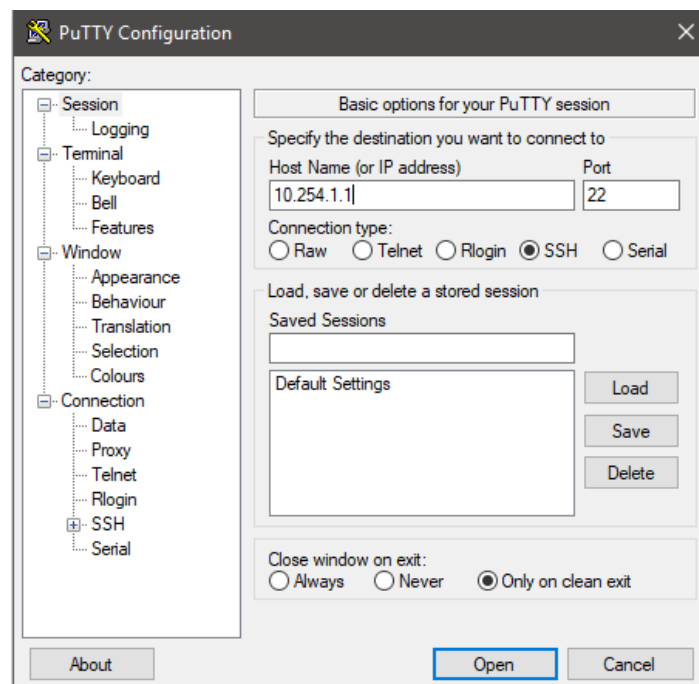 PuTTY Configuration
Category:
Session
Logging
Terminal
Keyboard
Bell
Features
Window
Appearance
Behaviour
Translation
Selection
Colours
Connection
Data
Proxy
Telnet
Rlogin
SSH
Serial
Basic options for your PuTTY session
Specify the destination you want to connect to
Host Name (or IP address) Port
10.254.1.1 22
Connection type:
Raw Telnet Rlogin SSH Serial
Load, save or delete a stored session
Saved Sessions
Default Settings
Load
Save
Delete
Close window on exit:
Always Never Only on clean exit
About Open Cancel